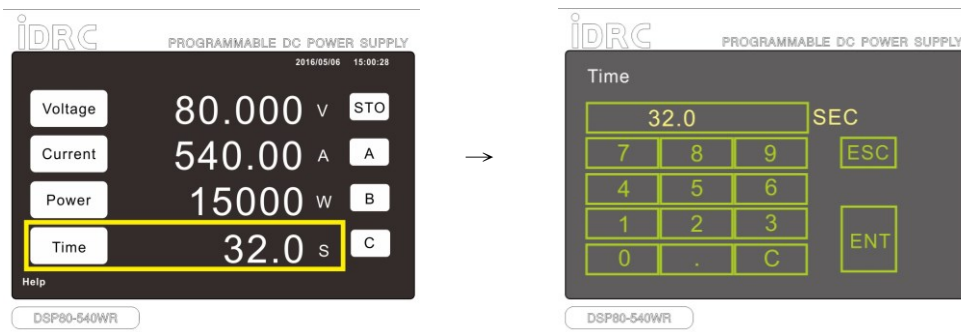 iDRC
PROGRAMMABLE DC POWER SUPPLY
2016/05/06 15:00:28
Voltage 80.000 V STO
Current 540.00 A A
Power 15000 W B
Time 32.0 S C
Help
DSP80-540WR
→
iDRC
PROGRAMMABLE DC POWER SUPPLY
Time
32.0 SEC
7 8 9 ESC
4 5 6
1 2 3
0 . C ENT
DSP80-540WR